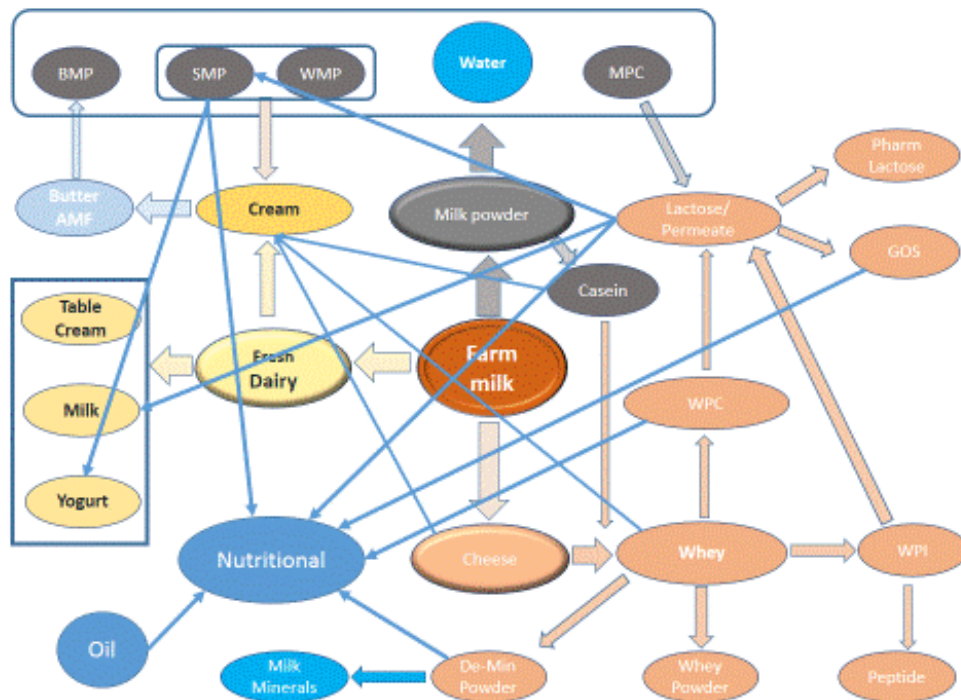 Water
BMP
SMP
WMP
MPC
Pharm
Lactose
Butter
AMF
Cream
Milk powder
Lactose/
Permeate
GOS
Casein
Table
Cream
Fresh
Dairy
Farm
milk
Milk
WPC
Yogurt
Nutritional
Cheese
Whey
WPI
Oil
Milk
Minerals
De-Min
Powder
Whey
Powder
Peptide